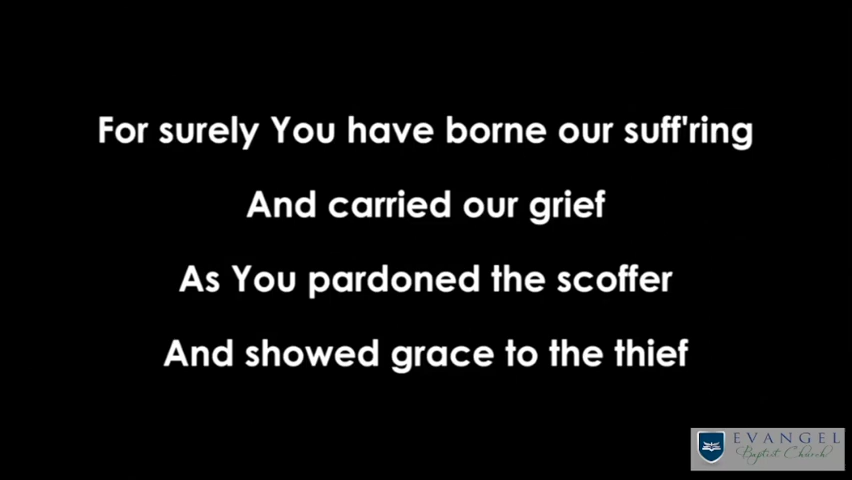 For surely You have borne our suff'ring
And carried our grief
As You pardoned the scoffer
And showed grace to the thief
EVANGEL
Baptist Church